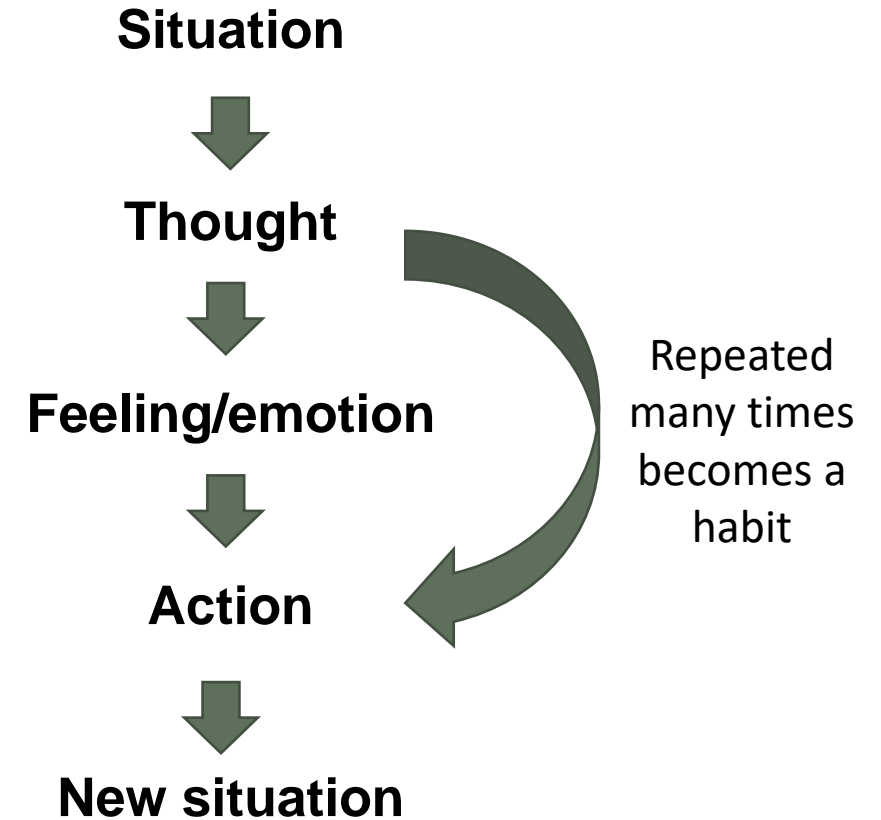 Situation
Thought
Feeling/emotion
Repeated
many times
becomes a
habit
Action
New situation